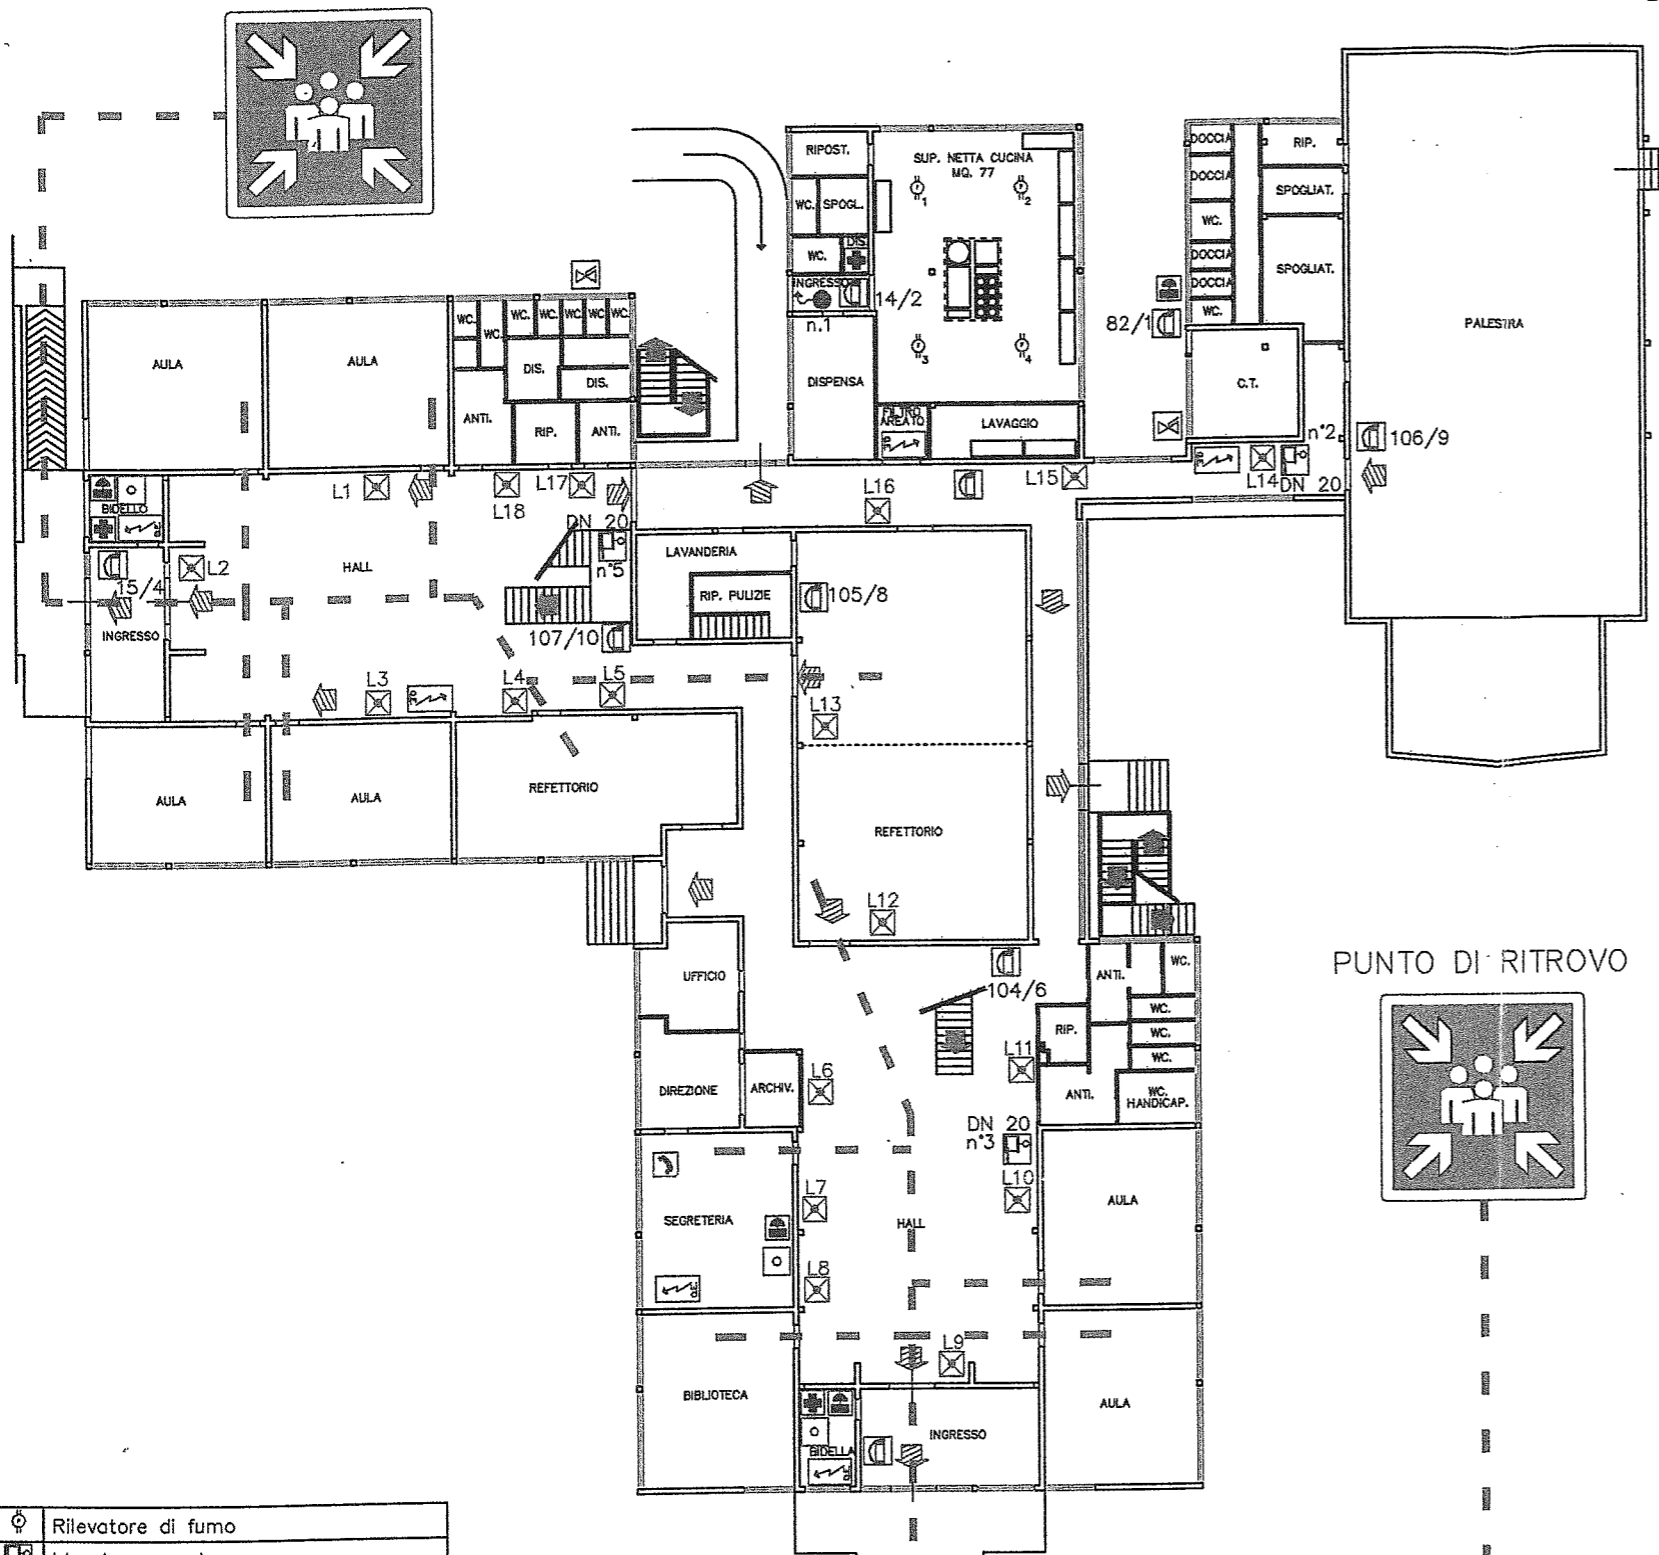 RIPOST.
SUP. NETTA CUCINA
MQ. 77
WC. SPOGL.
1
2
WC. DIS.
INGRESSO
14/2
n.1
3
4
DISPENSA
FILTRO
AREATO
LAVAGGIO
DOCCIA
RIP.
DOCCIA
SPOGLIAT.
WC.
DOCCIA
SPOGLIAT.
DOCCIA
WC.
82/1
C.T.
PALESTRA
n°2
106/9
L14 DN 20
L15
L16
AULA
AULA
WC. WC. WC. WC. WC. WC. WC.
DIS.
DIS.
ANTI.
RIP.
ANTI.
L1
L18
L17
BIDELLO
Q.E.
DN 20
n°5
L2
HALL
15/4
INGRESSO
LAVANDERIA
RIP. PULIZIE
105/8
107/10
L3
Q.E.
L4
L5
L13
AULA
AULA
REFETTORIO
REFETTORIO
L12
UFFICIO
104/6
ANTI.
WC.
WC.
RIP.
WC.
WC.
L11
DIREZIONE
ARCHIV.
L6
ANTI.
WC.
HANDICAP.
DN 20
n°3
L10
L7
SEGRETERIA
HALL
AULA
L8
Q.E.
L9
BIBLIOTECA
AULA
INGRESSO
BIDELLA
Q.E.
PUNTO DI RITROVO
Rilevatore di fumo